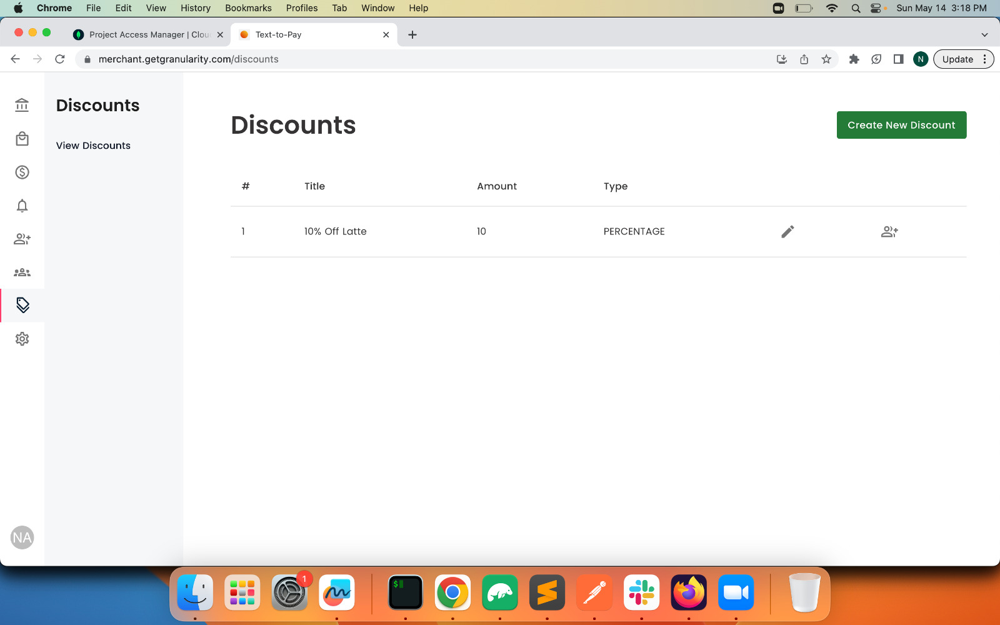 Chrome File Edit View History Bookmarks Profiles Tab Window Help Sun May 14 3:18 PM
Project Access Manager | Clou Text-to-Pay
merchant.getgranularity.com/discounts N Update
Discounts
View Discounts
Discounts
Create New Discount
# Title Amount Type
1 10% Off Latte 10 PERCENTAGE
NA
1
$